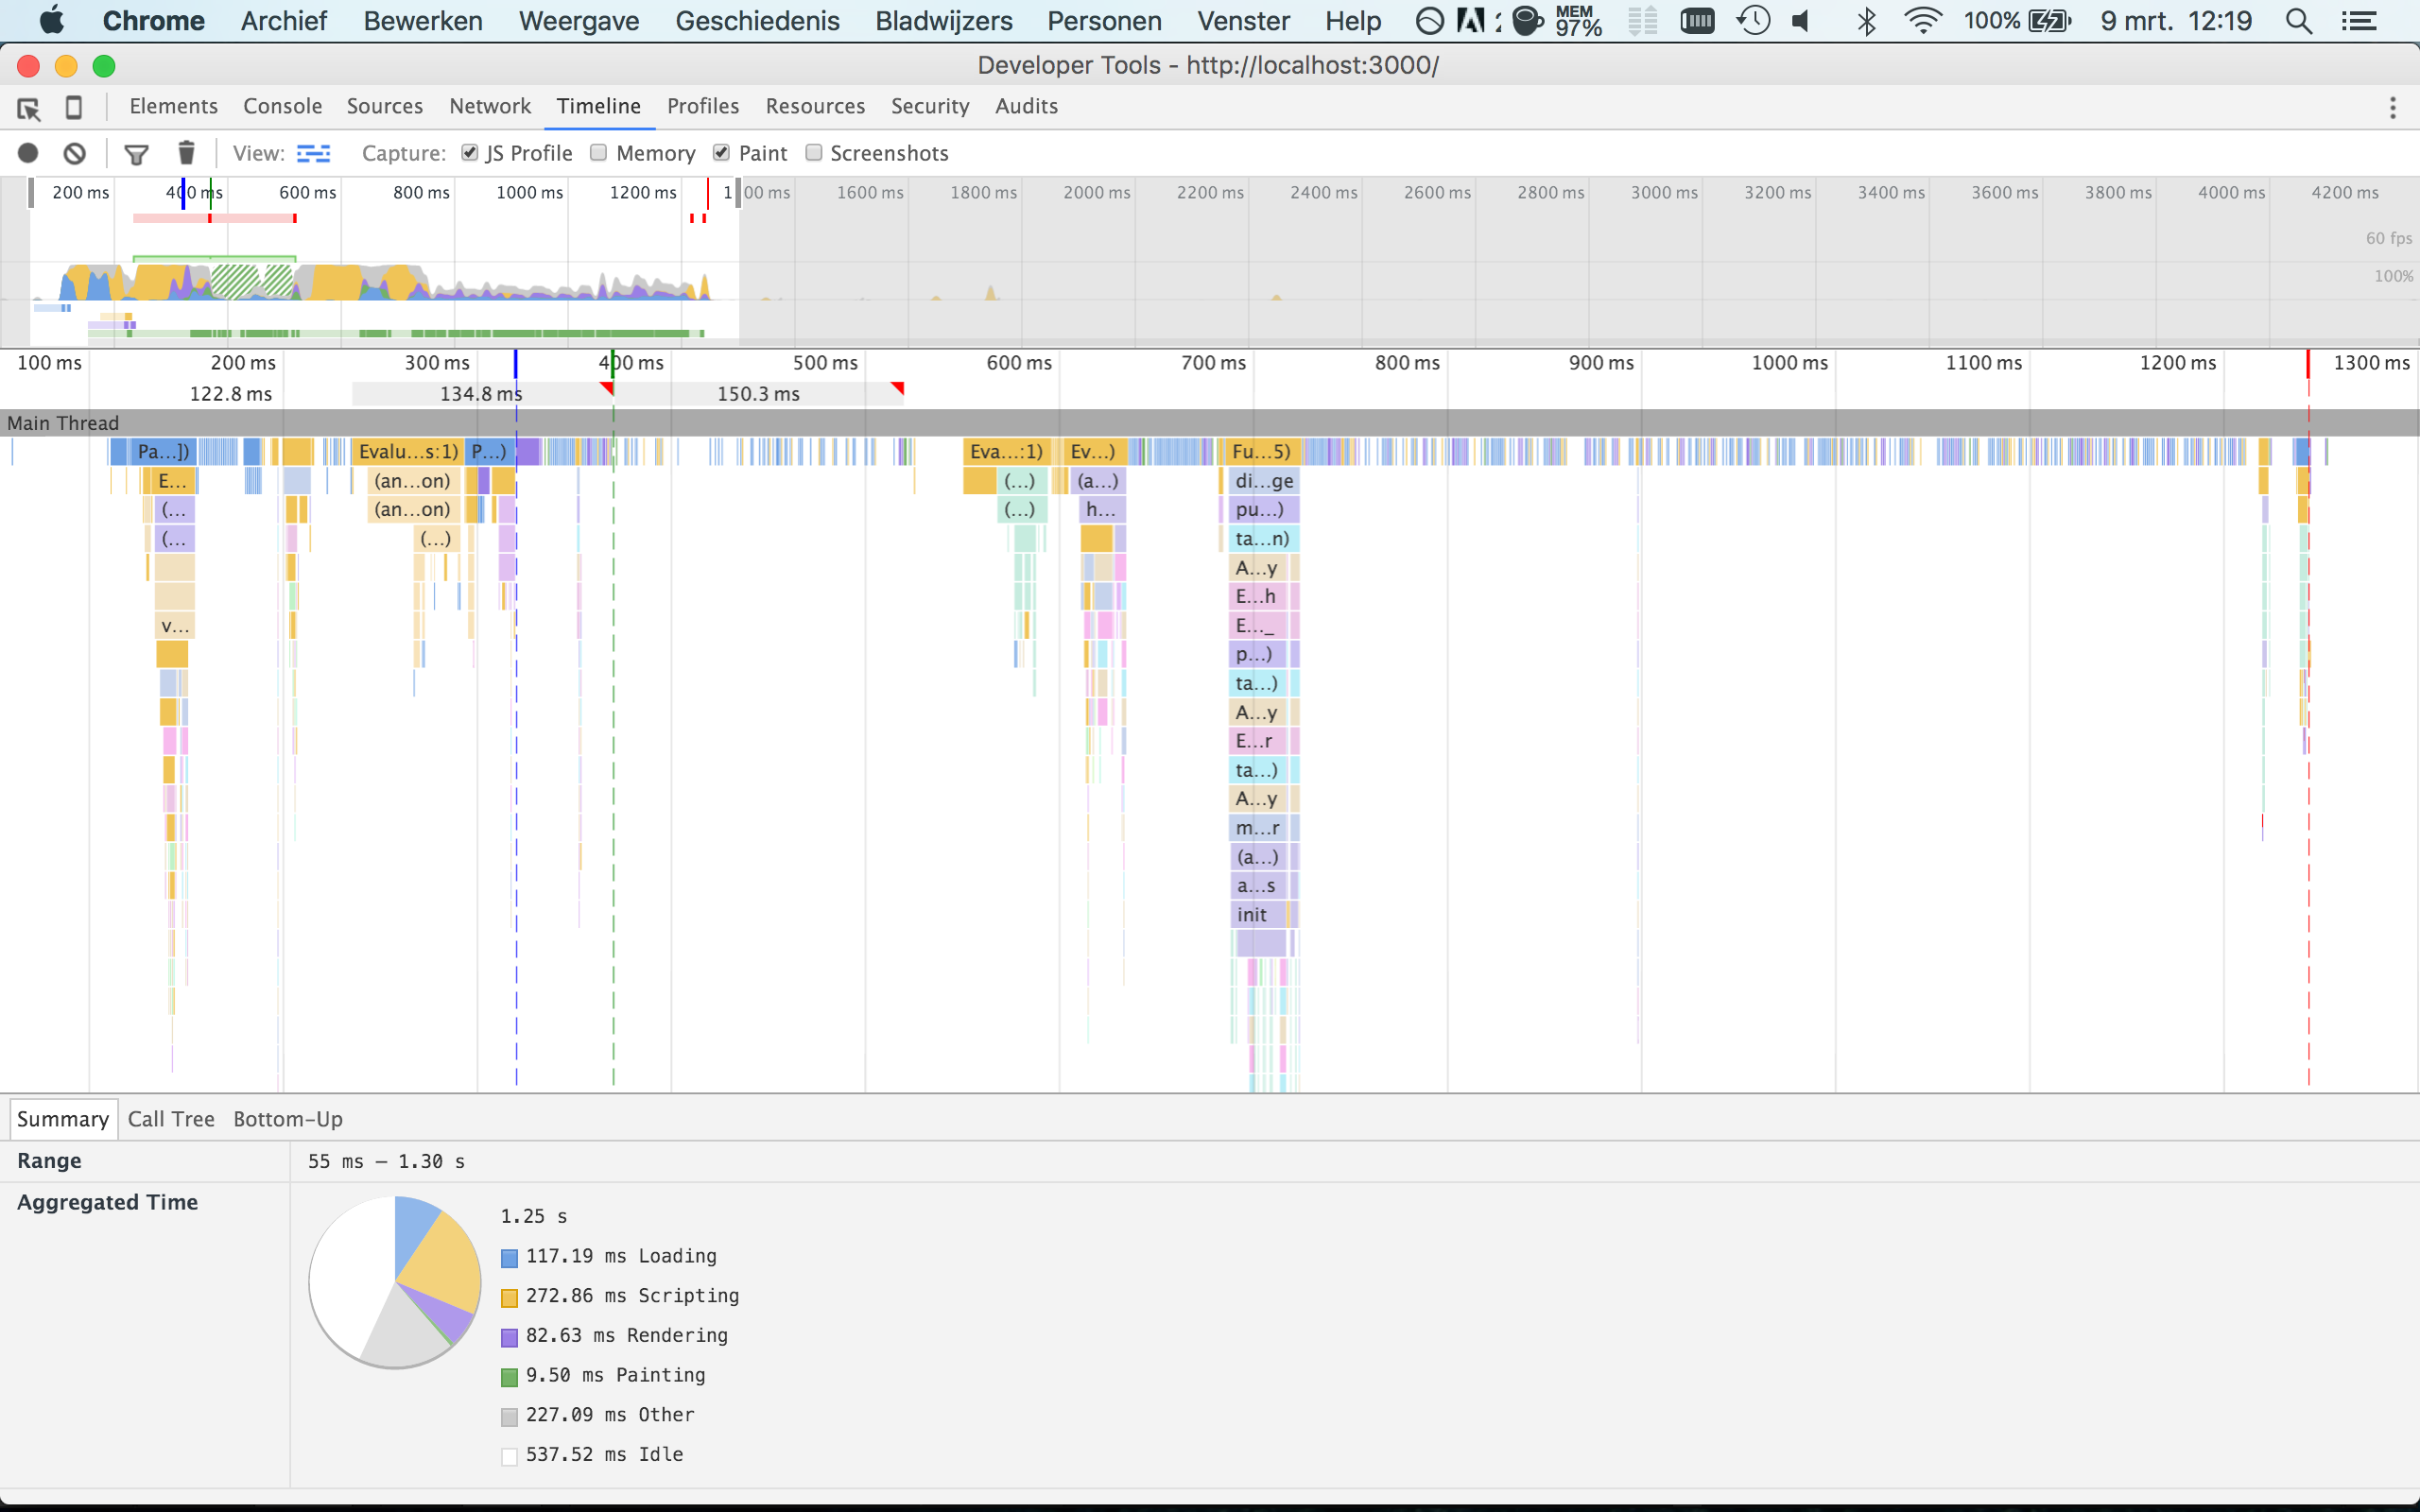 Chrome Archief Bewerken Weergave Geschiedenis Bladwijzers Personen Venster Help MEM 97% 100% 9 mrt. 12:19
Developer Tools - http://localhost:3000/
Elements Console Sources Network Timeline Profiles Resources Security Audits
View: Capture: JS Profile Memory Paint Screenshots
200 ms 400 ms 600 ms 800 ms 1000 ms 1200 ms 1 00 ms 1600 ms 1800 ms 2000 ms 2200 ms 2400 ms 2600 ms 2800 ms 3000 ms 3200 ms 3400 ms 3600 ms 3800 ms 4000 ms 4200 ms
60 fps
100%
100 ms 200 ms 300 ms 400 ms 500 ms 600 ms 700 ms 800 ms 900 ms 1000 ms 1100 ms 1200 ms 1300 ms
122.8 ms 134.8 ms 150.3 ms
Main Thread
Pa...]) Evalu...s:1) P...) Eva...:1) Ev...) Fu...5)
E... (an...on) (...) (a...) di...ge
(... (an...on) (...) h... pu...)
(... (...) ta...n)
A...y
E...h
v... E..._
p...)
ta...)
A...y
E...r
ta...)
A...y
m...r
(a...)
a...s
init
Summary Call Tree Bottom-Up
Range 55 ms – 1.30 s
Aggregated Time
1.25 s
117.19 ms Loading
272.86 ms Scripting
82.63 ms Rendering
9.50 ms Painting
227.09 ms Other
537.52 ms Idle